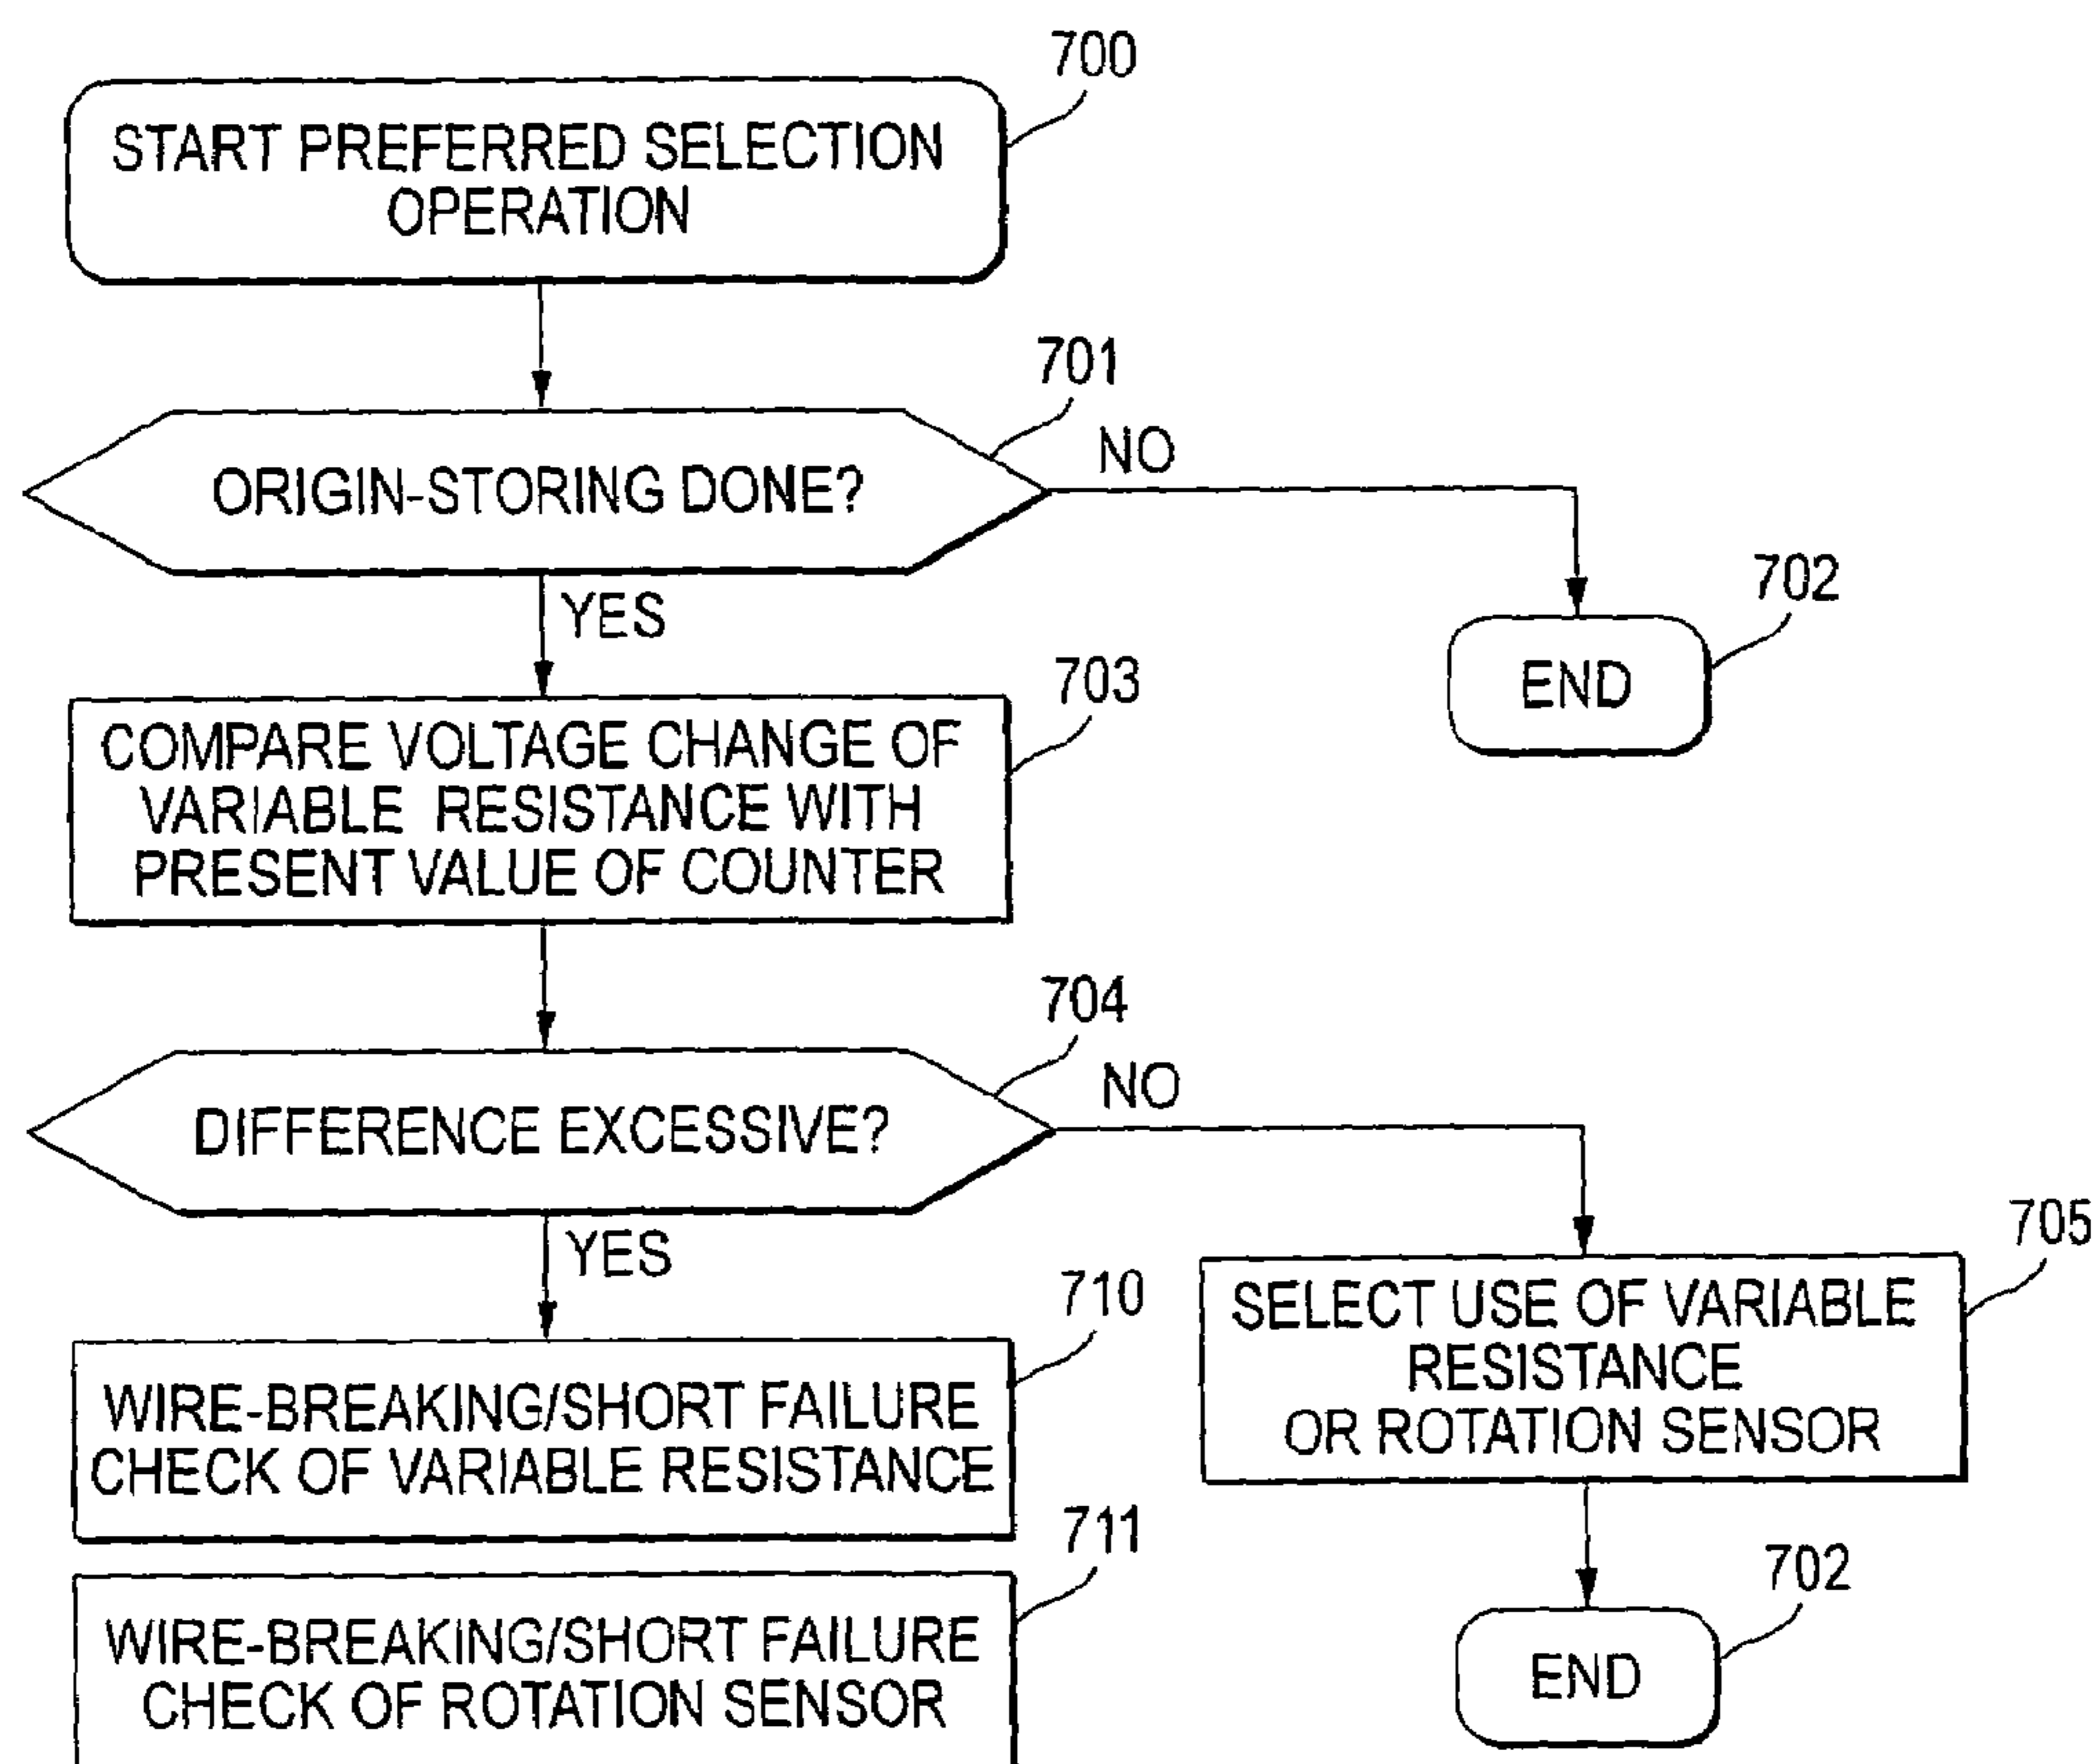 700
START PREFERRED SELECTION
OPERATION
701
ORIGIN-STORING DONE?
NO
702
END
YES
703
COMPARE VOLTAGE CHANGE OF
VARIABLE RESISTANCE WITH
PRESENT VALUE OF COUNTER
704
DIFFERENCE EXCESSIVE?
NO
YES
705
SELECT USE OF VARIABLE
RESISTANCE
OR ROTATION SENSOR
710
WIRE-BREAKING/SHORT FAILURE
CHECK OF VARIABLE RESISTANCE
711
WIRE-BREAKING/SHORT FAILURE
CHECK OF ROTATION SENSOR
702
END